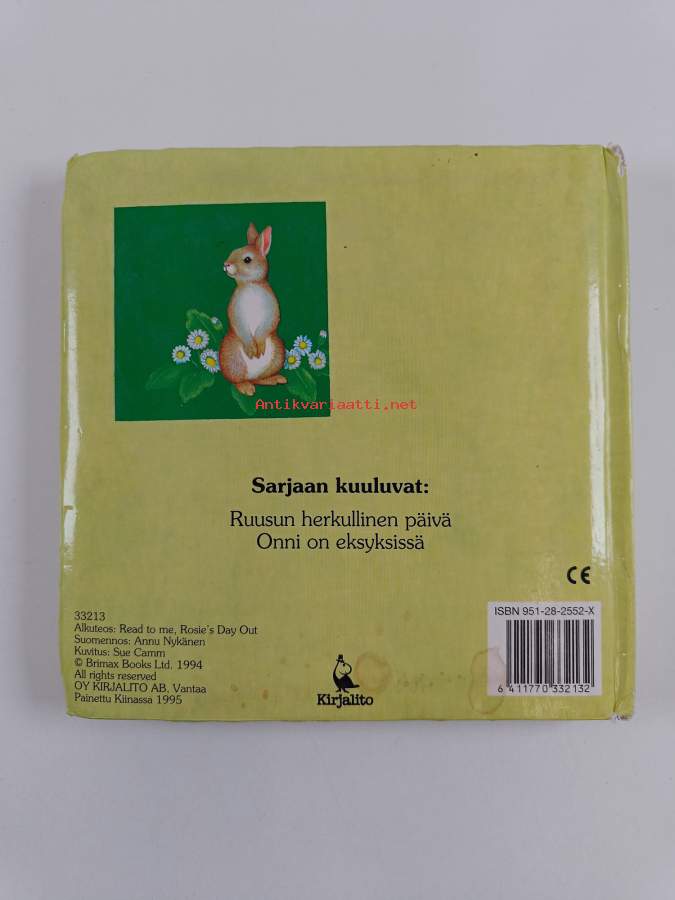 Antikvariaatti.net
Sarjaan kuuluvat:
Ruusun herkullinen päivä
Onni on eksyksissä
CE
33213
Alkuteos: Read to me, Rosie's Day Out
Suomennos: Annu Nykänen
Kuvitus: Sue Camm
© Brimax Books Ltd. 1994
All rights reserved
OY KIRJALITO AB, Vantaa
Painettu Kiinassa 1995
Kirjalito
ISBN 951-28-2552-X
6 411770 332132